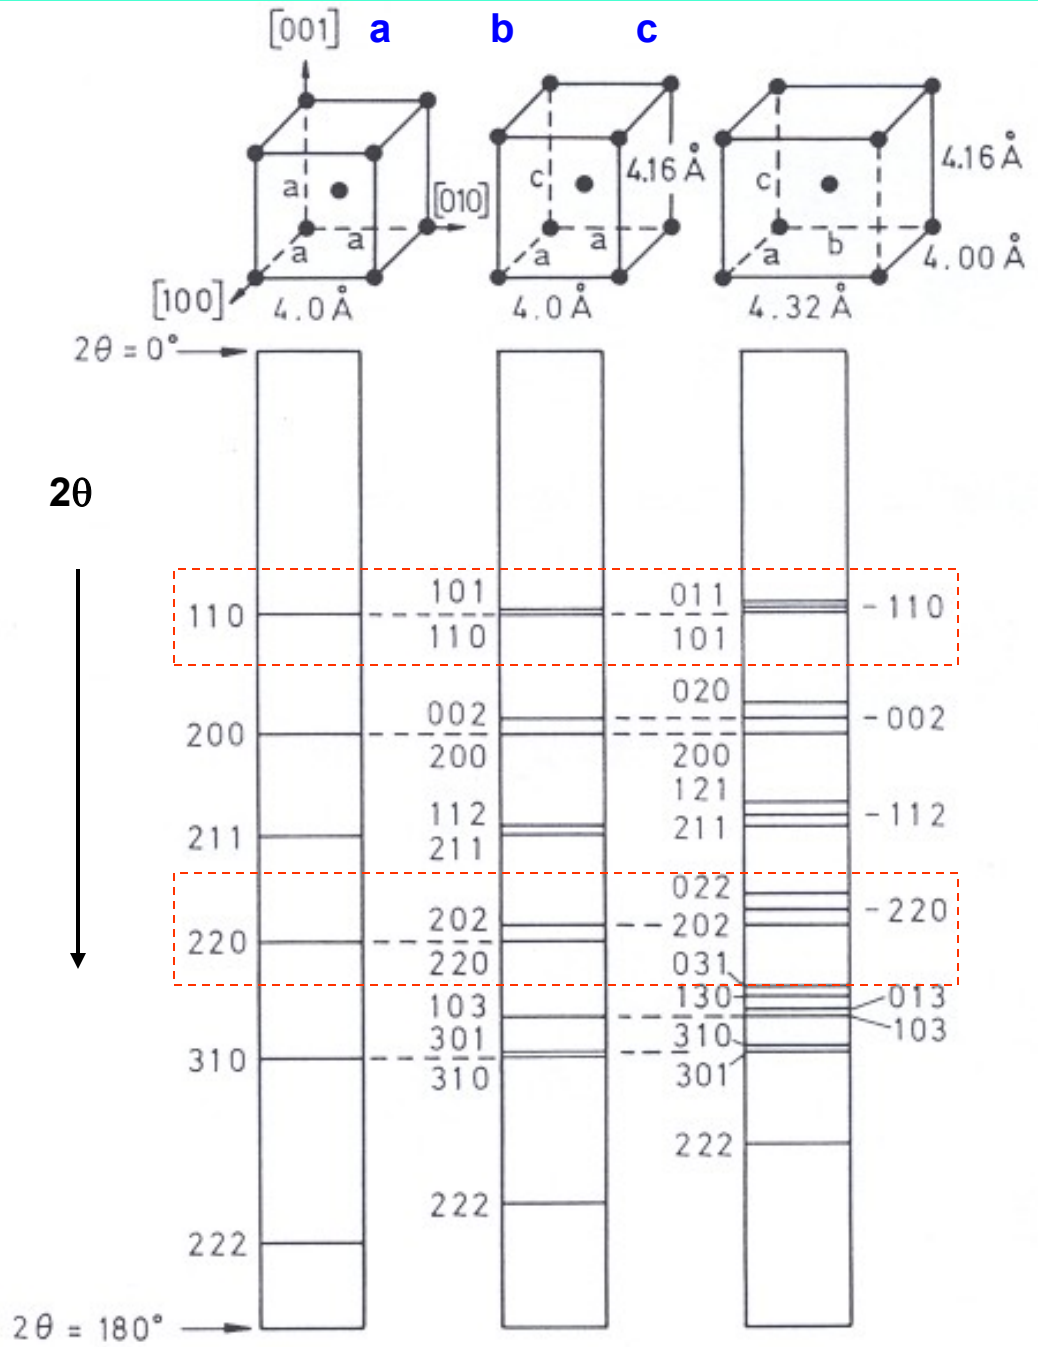 [001] a b c
4.16 Å
4.16 Å
a c c
[010]
a a b
a a a
4.00 Å
[100]
4.0 Å 4.0 Å 4.32 Å
2θ = 0°
2θ
101 011
110 -110
110 101
020
002 -002
200
200 200
121
112 -112
211 211
211
022
202 -220
220 202
220 031
130 013
103
301 310 103
310
310 301
222
222
222
2θ = 180°